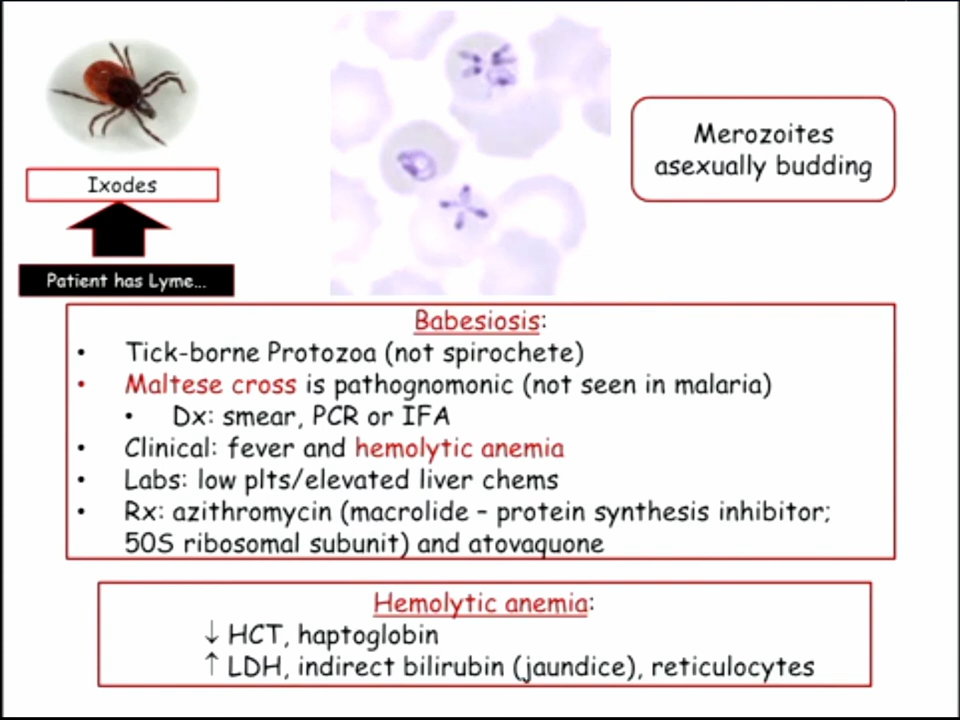 Ixodes
Patient has Lyme...
Merozoites
asexually budding
Babesiosis:
• Tick-borne Protozoa (not spirochete)
• Maltese cross is pathognomonic (not seen in malaria)
• Dx: smear, PCR or IFA
• Clinical: fever and hemolytic anemia
• Labs: low plts/elevated liver chems
• Rx: azithromycin (macrolide – protein synthesis inhibitor;
50S ribosomal subunit) and atovaquone
Hemolytic anemia:
↓ HCT, haptoglobin
↑ LDH, indirect bilirubin (jaundice), reticulocytes